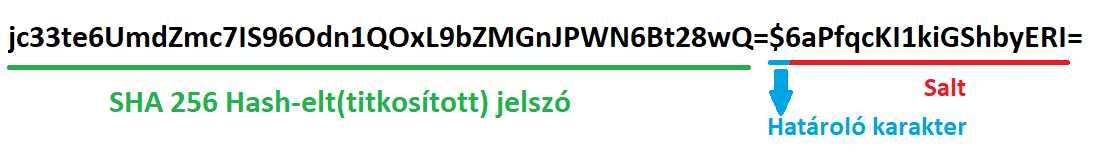 jc33te6UmdZmc7IS96Odn1QOxL9bZMGnJPWN6Bt28wQ=$6aPfqcKI1kiGShbyERI=
SHA 256 Hash-elt(titkosított) jelszó
Salt
Határoló karakter